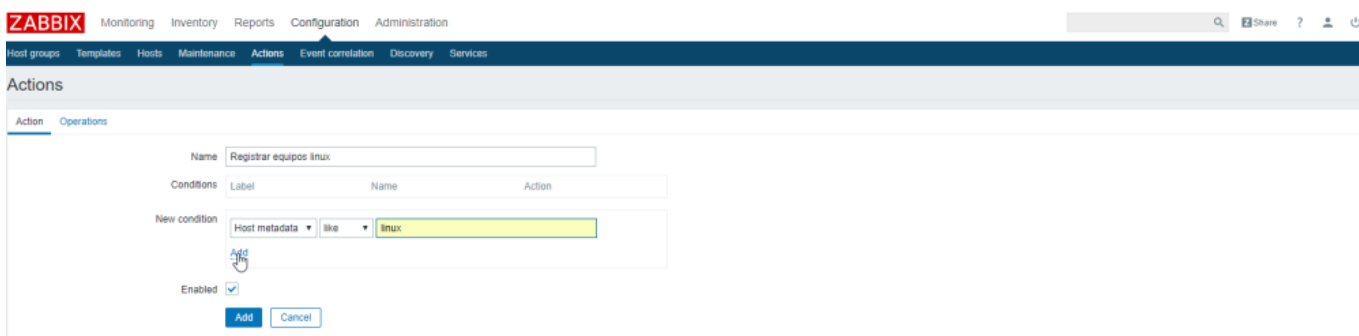 ZABBIX Monitoring Inventory Reports Configuration Administration Z Share ?
Host groups Templates Hosts Maintenance Actions Event correlation Discovery Services
Actions
Action Operations
Name Registrar equipos linux
Conditions Label Name Action
New condition
Host metadata like linux
Add
Enabled
Add Cancel